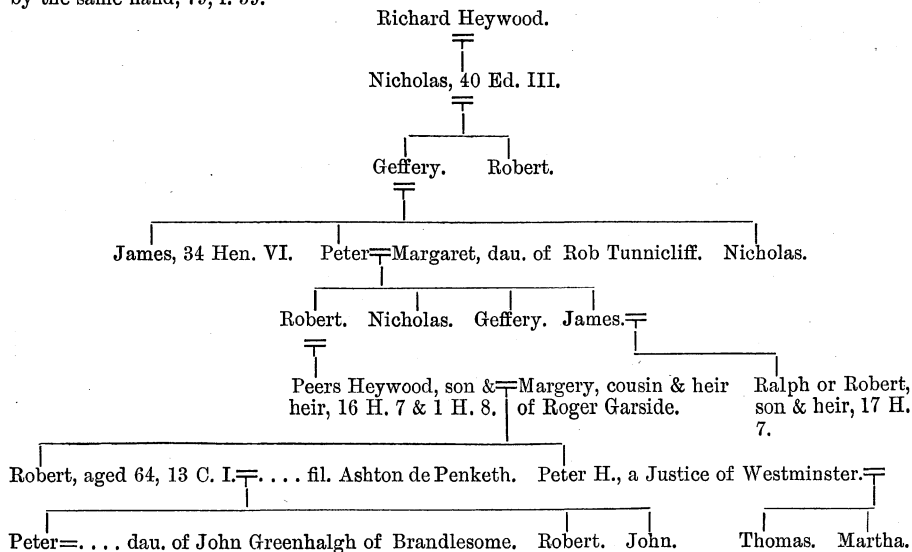 by the same hand, 79, f. 59.
Richard Heywood.
Nicholas, 40 Ed. III.
Geffery. Robert.
James, 34 Hen. VI. Peter=Margaret, dau. of Rob Tunnicliff. Nicholas.
Robert. Nicholas. Geffery. James.=
Peers Heywood, son &=Margery, cousin & heir Ralph or Robert,
heir, 16 H. 7 & 1 H. 8. of Roger Garside. son & heir, 17 H.
7.
Robert, aged 64, 13 C. I.=.... fil. Ashton de Penketh. Peter H., a Justice of Westminster.=
Peter=.... dau. of John Greenhalgh of Brandlesome. Robert. John. Thomas. Martha.